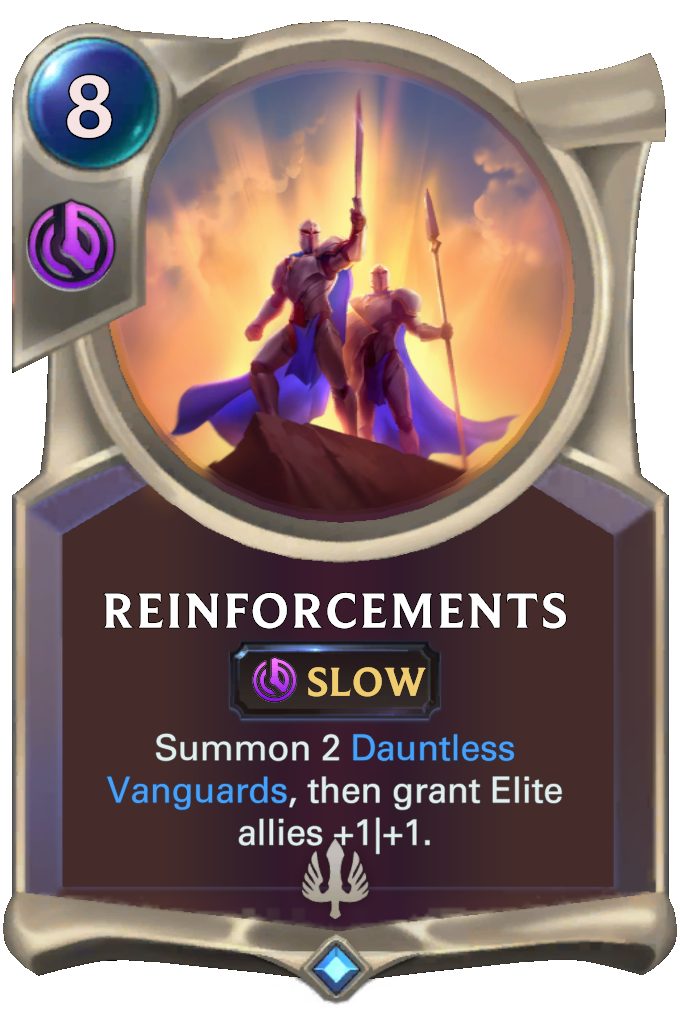 8
REINFORCEMENTS
SLOW
Summon 2 Dauntless
Vanguards, then grant Elite
allies +1|+1.